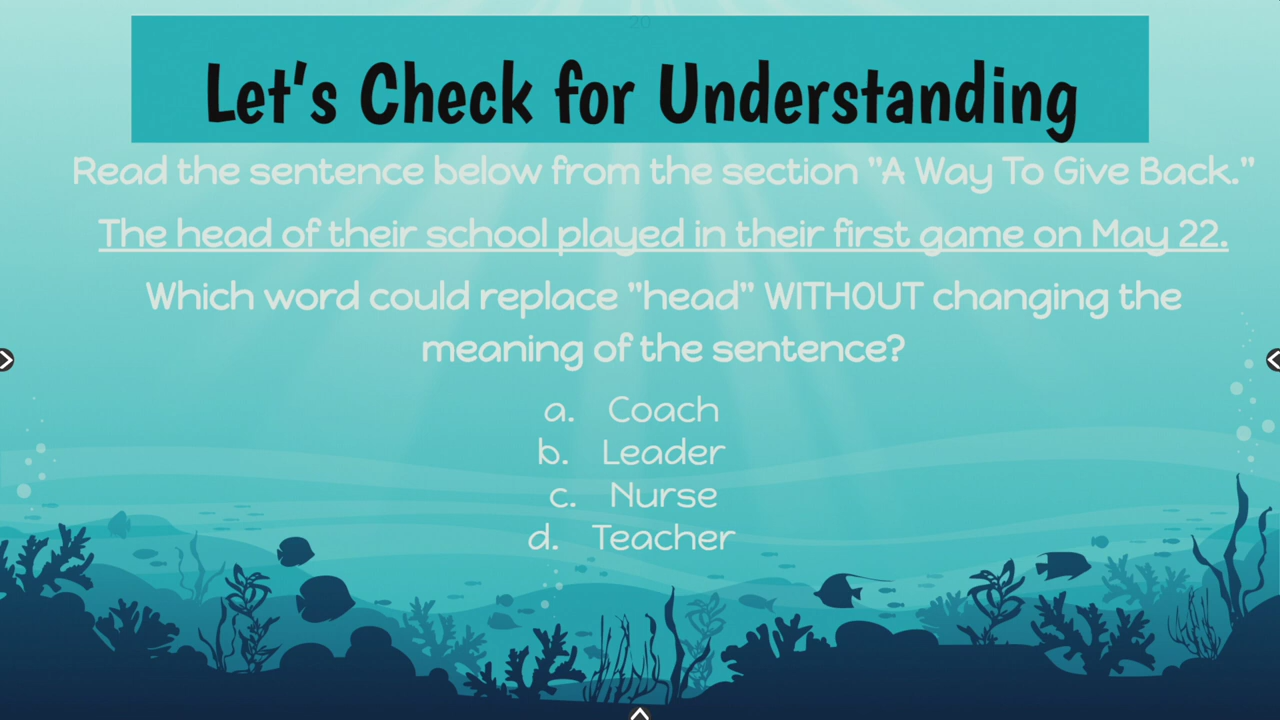 20
Let's Check for Understanding
Read the sentence below from the section "A Way To Give Back."
The head of their school played in their first game on May 22.
Which word could replace "head" WITHOUT changing the
meaning of the sentence?
a. Coach
b. Leader
c. Nurse
d. Teacher